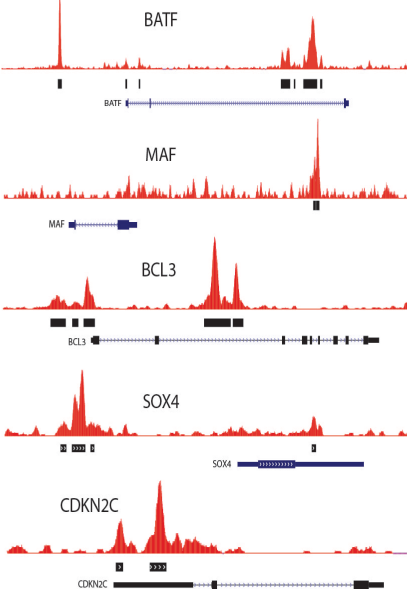 BATF
BATF
MAF
MAF
BCL3
BCL3
SOX4
SOX4
CDKN2C
CDKN2C